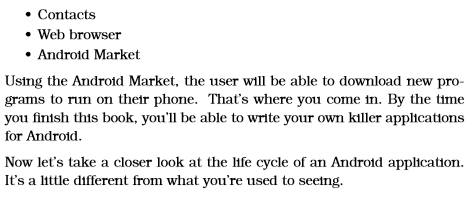 • Contacts
• Web browser
• Android Market
Using the Android Market, the user will be able to download new pro-
grams to run on their phone. That's where you come in. By the time
you finish this book, you'll be able to write your own killer applications
for Android.
Now let's take a closer look at the life cycle of an Android application.
It's a little different from what you're used to seeing.